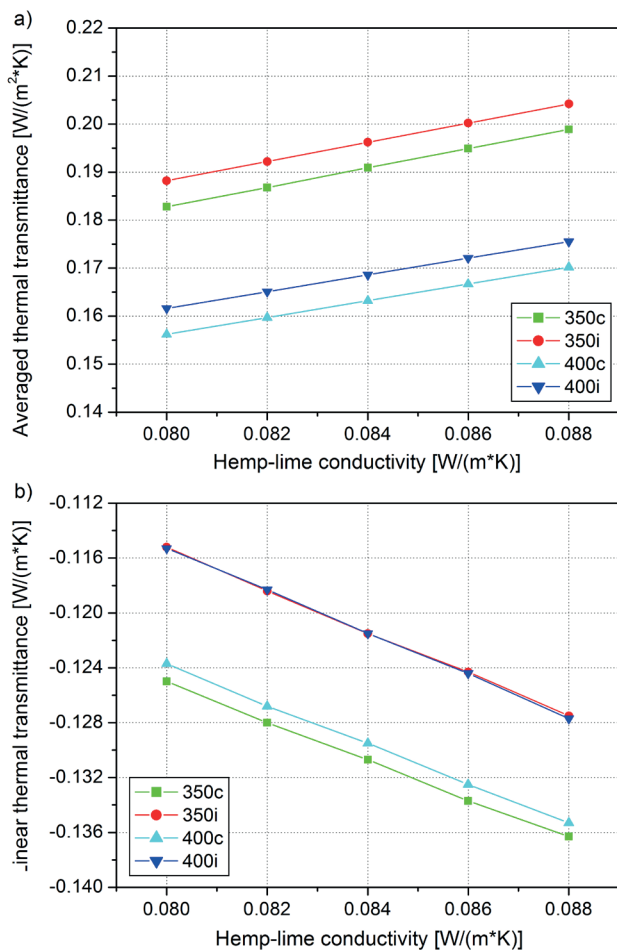 a)
Averaged thermal transmittance [W/(m²*K)]
0.22
0.21
0.20
0.19
0.18
0.17
0.16
0.15
0.14
350c
350i
400c
400i
0.080 0.082 0.084 0.086 0.088
Hemp-lime conductivity [W/(m*K)]
b)
.inear thermal transmittance [W/(m*K)]
-0.112
-0.116
-0.120
-0.124
-0.128
-0.132
-0.136
-0.140
350c
350i
400c
400i
0.080 0.082 0.084 0.086 0.088
Hemp-lime conductivity [W/(m*K)]